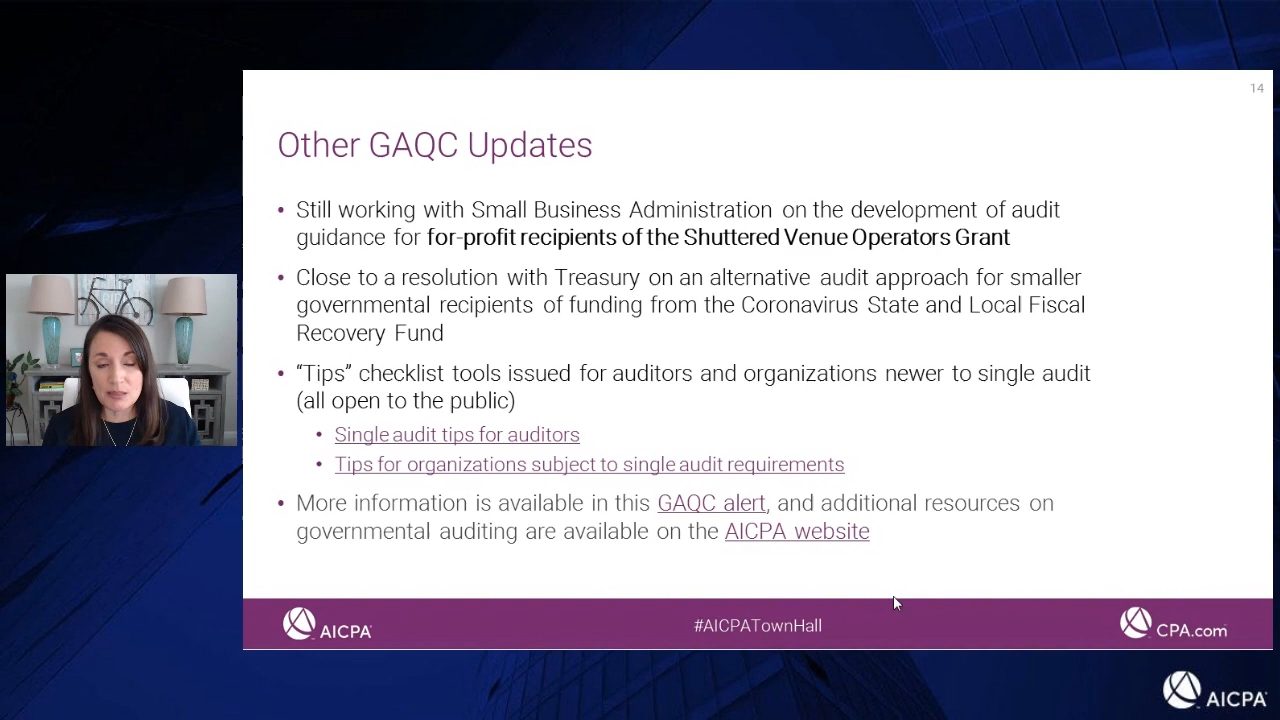 14
Other GAQC Updates
• Still working with Small Business Administration on the development of audit
guidance for for-profit recipients of the Shuttered Venue Operators Grant
• Close to a resolution with Treasury on an alternative audit approach for smaller
governmental recipients of funding from the Coronavirus State and Local Fiscal
Recovery Fund
• “Tips” checklist tools issued for auditors and organizations newer to single audit
(all open to the public)
• Single audit tips for auditors
• Tips for organizations subject to single audit requirements
• More information is available in this GAQC alert, and additional resources on
governmental auditing are available on the AICPA website
AICPA
#AICPATownHall
CPA.com
AICPA